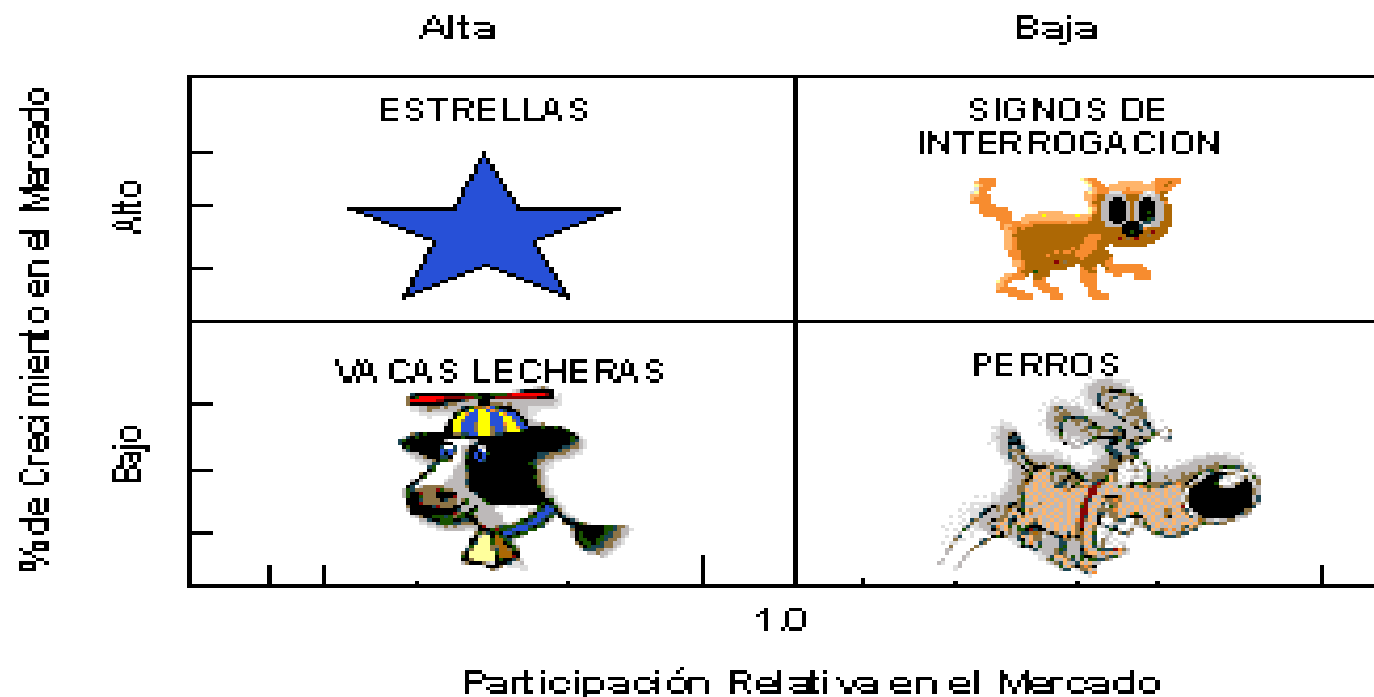 Alta
Baja
ESTRELLAS
SIGNOS DE
INTERROGACION
% de Crecimiento en el Mercado
Alto
VACAS LECHERAS
PERROS
Bajo
1.0
Participación Relativa en el Mercado